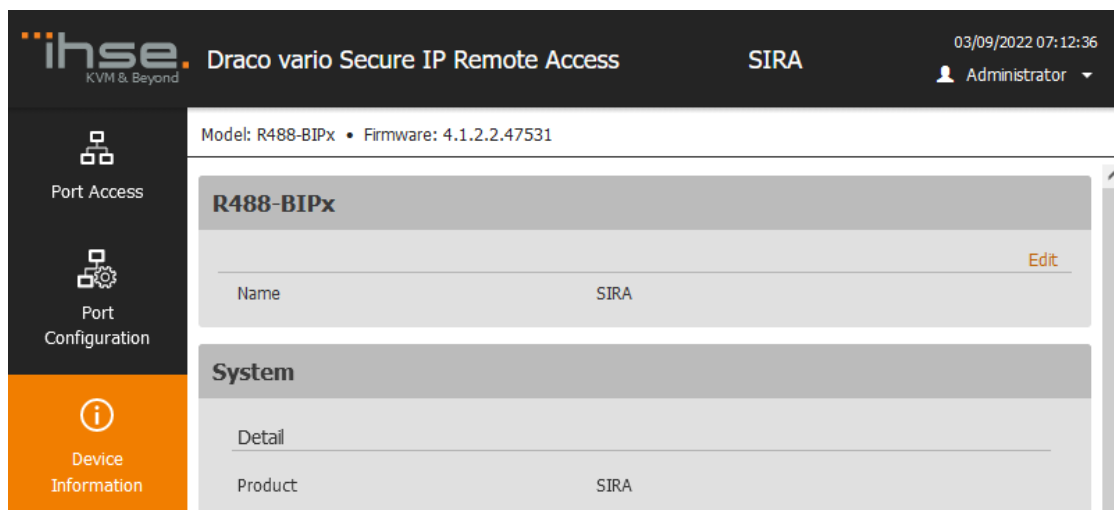 ihse.
KVM & Beyond
Draco vario Secure IP Remote Access
SIRA
03/09/2022 07:12:36
Administrator
Port Access
Port
Configuration
Device
Information
Model: R488-BIPx • Firmware: 4.1.2.2.47531
R488-BIPx
Edit
Name SIRA
System
Detail
Product SIRA